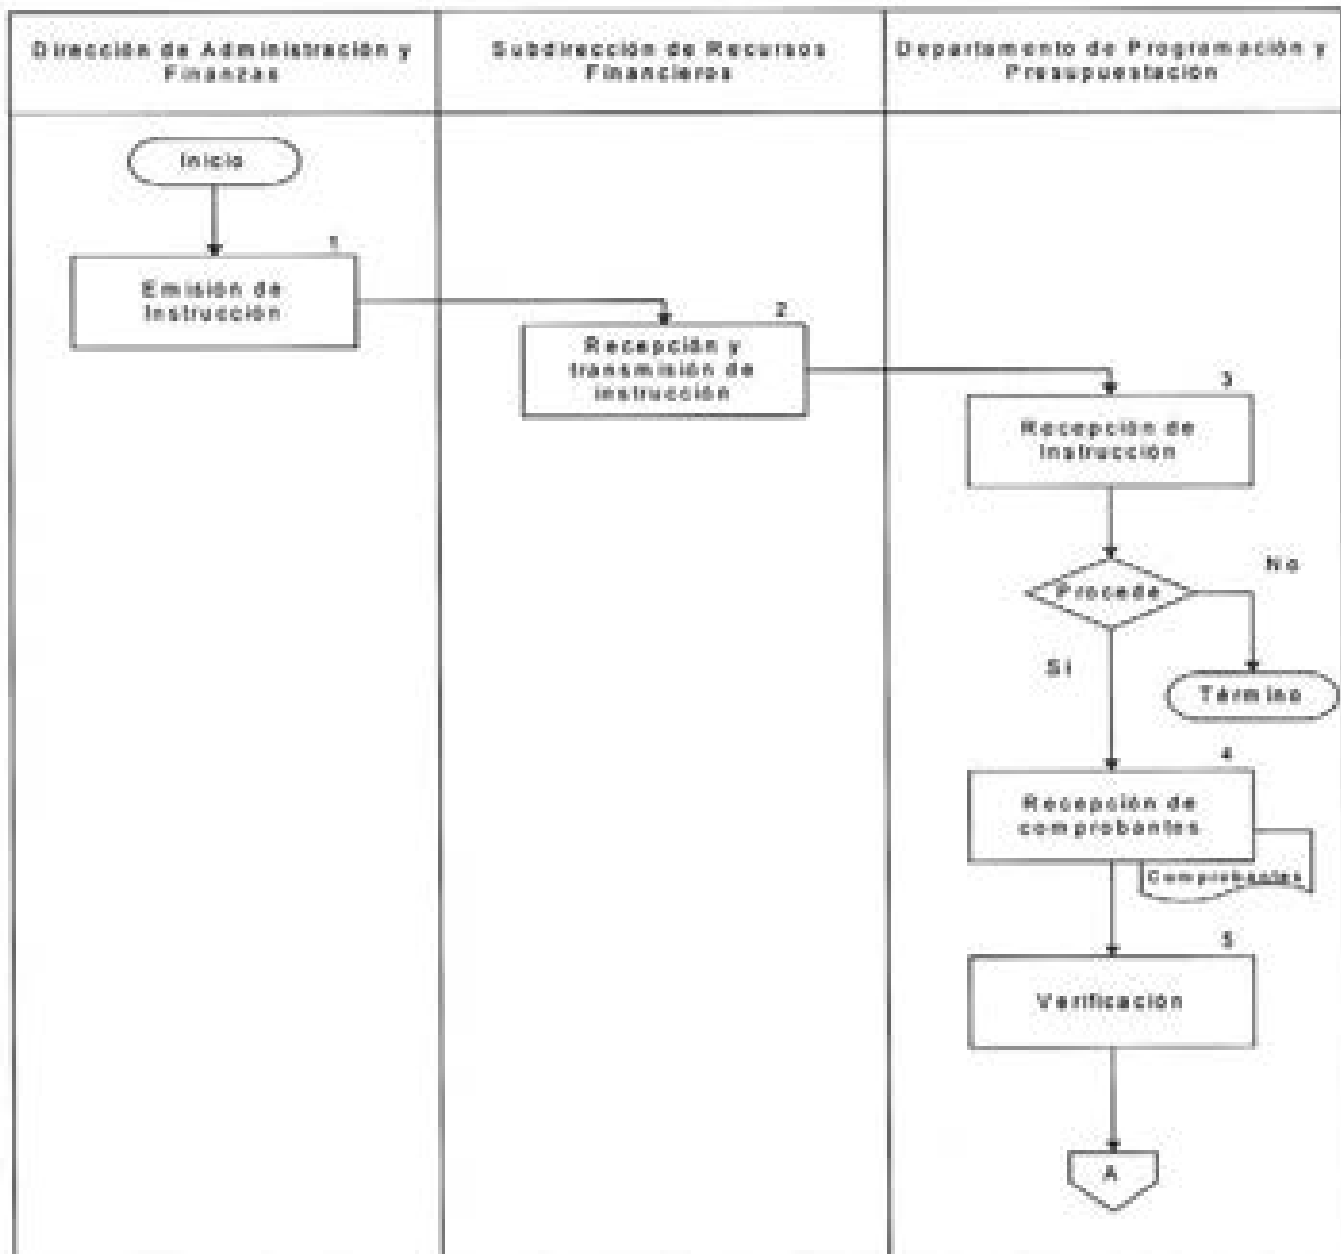 Dirección de Administración y
Finanzas
Subdirección de Recursos
Financieros
Departamento de Programación y
Presupuestación
Inicio
1
Emisión de
Instrucción
2
Recepción y
transmisión de
instrucción
3
Recepción de
Instrucción
Procede
No
Sí
Término
4
Recepción de
comprobantes
Comprobantes
5
Verificación
A